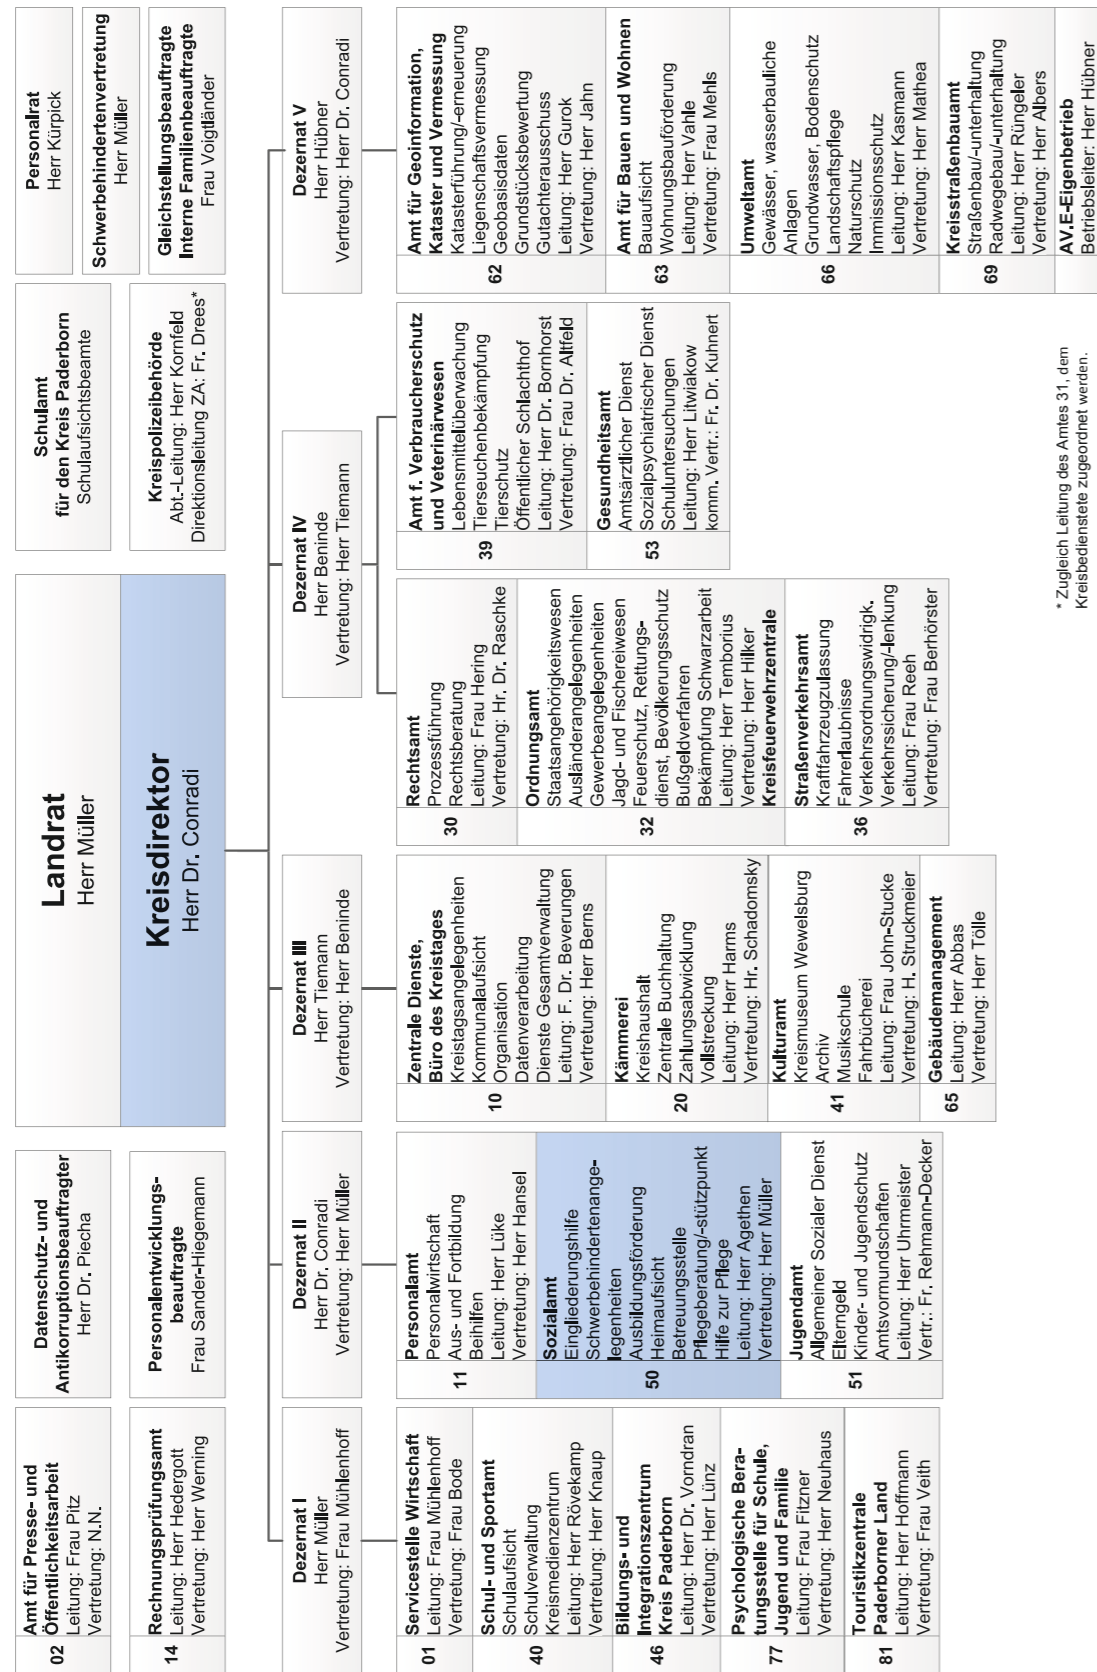 02
Amt für Presse- und
Öffentlichkeitsarbeit
Leitung: Frau Pitz
Vertretung: N.N.
14
Rechnungsprüfungsamt
Leitung: Herr Hedergott
Vertretung: Herr Werning
Datenschutz- und
Antikorruptionsbeauftragter
Herr Dr. Piecha
Personalentwicklungs-
beauftragte
Frau Sander-Hiegemann
Landrat
Herr Müller
Kreisdirektor
Herr Dr. Conradi
Schulamt
für den Kreis Paderborn
Schulaufsichtsbeamte
Kreispolizeibehörde
Abt.-Leitung: Herr Kornfeld
Direktionsleitung ZA: Fr. Drees*
Personalrat
Herr Kürpick
Schwerbehindertenvertretung
Herr Müller
Gleichstellungsbeauftragte
Interne Familienbeauftragte
Frau Voigtländer
Dezernat I
Herr Müller
Vertretung: Frau Mühlenhoff
01
Servicestelle Wirtschaft
Leitung: Frau Mühlenhoff
Vertretung: Frau Bode
40
Schul- und Sportamt
Schulaufsicht
Schulverwaltung
Kreismedienzentrum
Leitung: Herr Rövekamp
Vertretung: Herr Knaup
46
Bildungs- und
Integrationszentrum
Kreis Paderborn
Leitung: Herr Dr. Vorndran
Vertretung: Herr Lünz
77
Psychologische Bera-
tungsstelle für Schule,
Jugend und Familie
Leitung: Frau Fitzner
Vertretung: Herr Neuhaus
81
Touristikzentrale
Paderborner Land
Leitung: Herr Hoffmann
Vertretung: Frau Veith
Dezernat II
Herr Dr. Conradi
Vertretung: Herr Müller
11
Personalamt
Personalwirtschaft
Aus- und Fortbildung
Beihilfen
Leitung: Herr Lüke
Vertretung: Herr Hansel
50
Sozialamt
Eingliederungshilfe
Schwerbehindertenange-
legenheiten
Ausbildungsförderung
Heimaufsicht
Betreuungsstelle
Pflegeberatung/-stützpunkt
Hilfe zur Pflege
Leitung: Herr Agethen
Vertretung: Herr Müller
51
Jugendamt
Allgemeiner Sozialer Dienst
Elterngeld
Kinder- und Jugendschutz
Amtsvormundschaften
Leitung: Herr Uhrmeister
Vertr.: Fr. Rehmann-Decker
Dezernat III
Herr Tiemann
Vertretung: Herr Beninde
10
Zentrale Dienste,
Büro des Kreistages
Kreistagsangelegenheiten
Kommunalaufsicht
Organisation
Datenverarbeitung
Dienste Gesamtverwaltung
Leitung: F. Dr. Beverungen
Vertretung: Herr Berns
20
Kämmerei
Kreishaushalt
Zentrale Buchhaltung
Zahlungsabwicklung
Vollstreckung
Leitung: Herr Harms
Vertretung: Hr. Schadomsky
41
Kulturamt
Kreismuseum Wewelsburg
Archiv
Musikschule
Fahrbücherei
Leitung: Frau John-Stucke
Vertretung: H. Struckmeier
65
Gebäudemanagement
Leitung: Herr Abbas
Vertretung: Herr Tölle
Dezernat IV
Herr Beninde
Vertretung: Herr Tiemann
30
Rechtsamt
Prozessführung
Rechtsberatung
Leitung: Frau Hering
Vertretung: Hr. Dr. Raschke
32
Ordnungsamt
Staatsangehörigkeitswesen
Ausländerangelegenheiten
Gewerbeangelegenheiten
Jagd- und Fischereiwesen
Feuerschutz, Rettungs-
dienst, Bevölkerungsschutz
Bußgeldverfahren
Bekämpfung Schwarzarbeit
Leitung: Herr Temborius
Vertretung: Herr Hilker
Kreisfeuerwehrzentrale
36
Straßenverkehrsamt
Kraftfahrzeugzulassung
Fahrerlaubnisse
Verkehrsordnungswidrigk.
Verkehrssicherung/-lenkung
Leitung: Frau Reeh
Vertretung: Frau Berhörster
39
Amt f. Verbraucherschutz
und Veterinärwesen
Lebensmittelüberwachung
Tierseuchenbekämpfung
Tierschutz
Öffentlicher Schlachthof
Leitung: Herr Dr. Bornhorst
Vertretung: Frau Dr. Altfeld
53
Gesundheitsamt
Amtsärztlicher Dienst
Sozialpsychiatrischer Dienst
Schuluntersuchungen
Leitung: Herr Litwiakow
komm. Vertr.: Fr. Dr. Kuhnert
Dezernat V
Herr Hübner
Vertretung: Herr Dr. Conradi
62
Amt für Geoinformation,
Kataster und Vermessung
Katasterführung/-erneuerung
Liegenschaftsvermessung
Geobasisdaten
Grundstücksbewertung
Gutachterausschuss
Leitung: Herr Gurok
Vertretung: Herr Jahn
63
Amt für Bauen und Wohnen
Bauaufsicht
Wohnungsbauförderung
Leitung: Herr Vahle
Vertretung: Frau Mehls
66
Umweltamt
Gewässer, wasserbauliche
Anlagen
Grundwasser, Bodenschutz
Landschaftspflege
Naturschutz
Immissionsschutz
Leitung: Herr Kasmann
Vertretung: Herr Mathea
69
Kreisstraßenbauamt
Straßenbau/-unterhaltung
Radwegebau/-unterhaltung
Leitung: Herr Rüngeler
Vertretung: Herr Albers
AV.E-Eigenbetrieb
Betriebsleiter: Herr Hübner
* Zugleich Leitung des Amtes 31, dem
Kreisbedienstete zugeordnet werden.